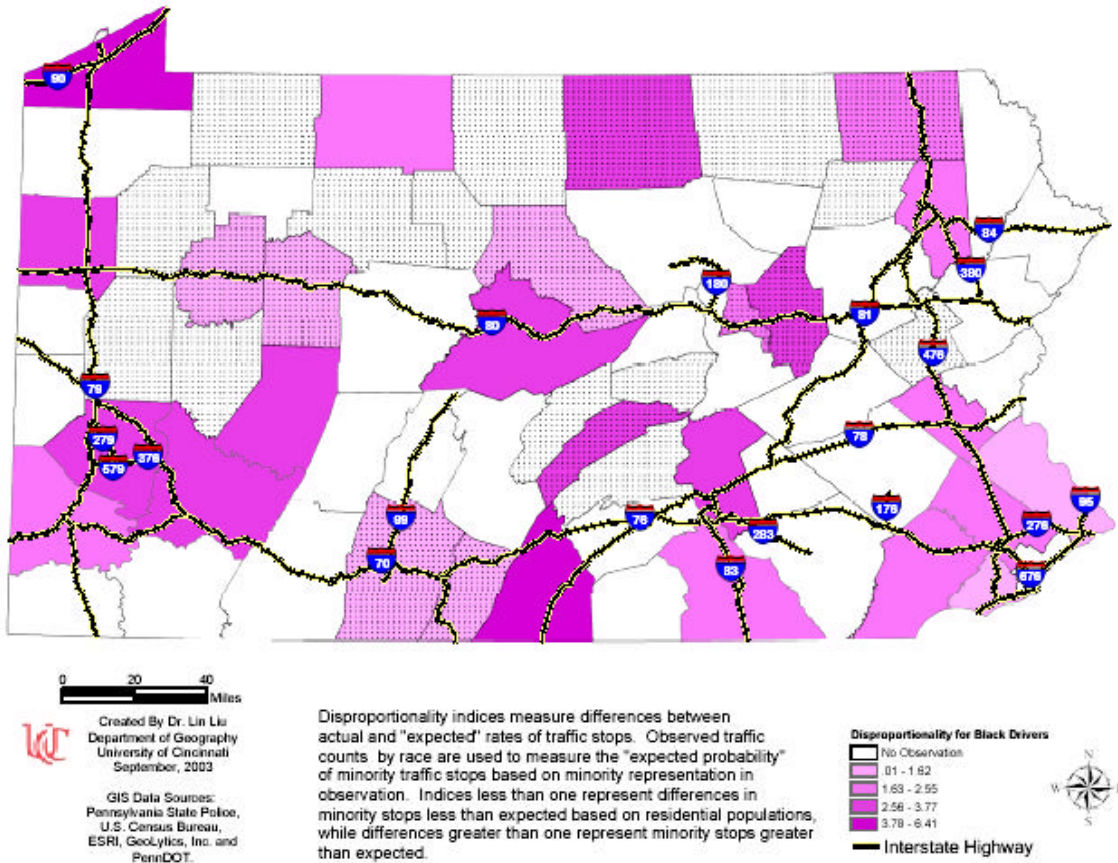 90
84
380
180
80
81
476
79
279
579
376
78
99
76
176
95
276
70
283
83
676
0 20 40
Miles
UC
Created By Dr. Lin Liu
Department of Geography
University of Cincinnati
September, 2003
GIS Data Sources:
Pennsylvania State Police,
U.S. Census Bureau,
ESRI, GeoLytics, Inc. and
PennDOT.
Disproportionality indices measure differences between
actual and "expected" rates of traffic stops. Observed traffic
counts by race are used to measure the "expected probability"
of minority traffic stops based on minority representation in
observation. Indices less than one represent differences in
minority stops less than expected based on residential populations,
while differences greater than one represent minority stops greater
than expected.
Disproportionality for Black Drivers
No Observation
.01 - 1.62
1.63 - 2.55
2.56 - 3.77
3.78 - 6.41
Interstate Highway
N
W E
S